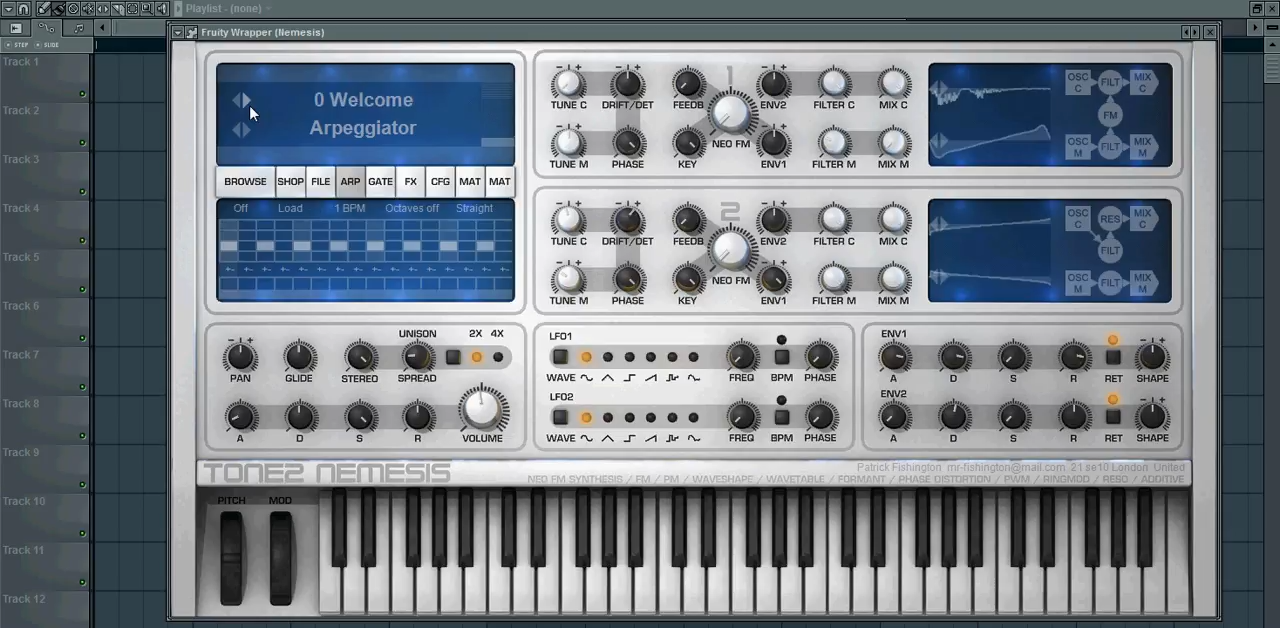 Playlist - (none)
STEP SLIDE
Fruity Wrapper (Nemesis)
Track 1
Track 2
Track 3
Track 4
Track 5
Track 6
Track 7
Track 8
Track 9
Track 10
Track 11
Track 12
0 Welcome
Arpeggiator
BROWSE SHOP FILE ARP GATE FX CFG MAT MAT
Off Load 1 BPM Octaves off Straight
1
TUNE C DRIFT/DET FEEDB ENV2 FILTER C MIX C
NEO FM
TUNE M PHASE KEY ENV1 FILTER M MIX M
OSC C FILT MIX C
FM
OSC M FILT MIX M
2
TUNE C DRIFT/DET FEEDB ENV2 FILTER C MIX C
NEO FM
TUNE M PHASE KEY ENV1 FILTER M MIX M
OSC C RES MIX C
FILT
OSC M FILT MIX M
UNISON 2X 4X
PAN GLIDE STEREO SPREAD
A D S R VOLUME
LFO1
WAVE FREQ BPM PHASE
LFO2
WAVE FREQ BPM PHASE
ENV1
A D S R RET SHAPE
ENV2
A D S R RET SHAPE
TONE2 NEMESIS
Patrick Fishington mr-fishington@mail.com 21 se10 London United
NEO FM SYNTHESIS / FM / PM / WAVESHAPE / WAVETABLE / FORMANT / PHASE DISTORTION / PWM / RINGMOD / RESO / ADDITIVE
PITCH MOD